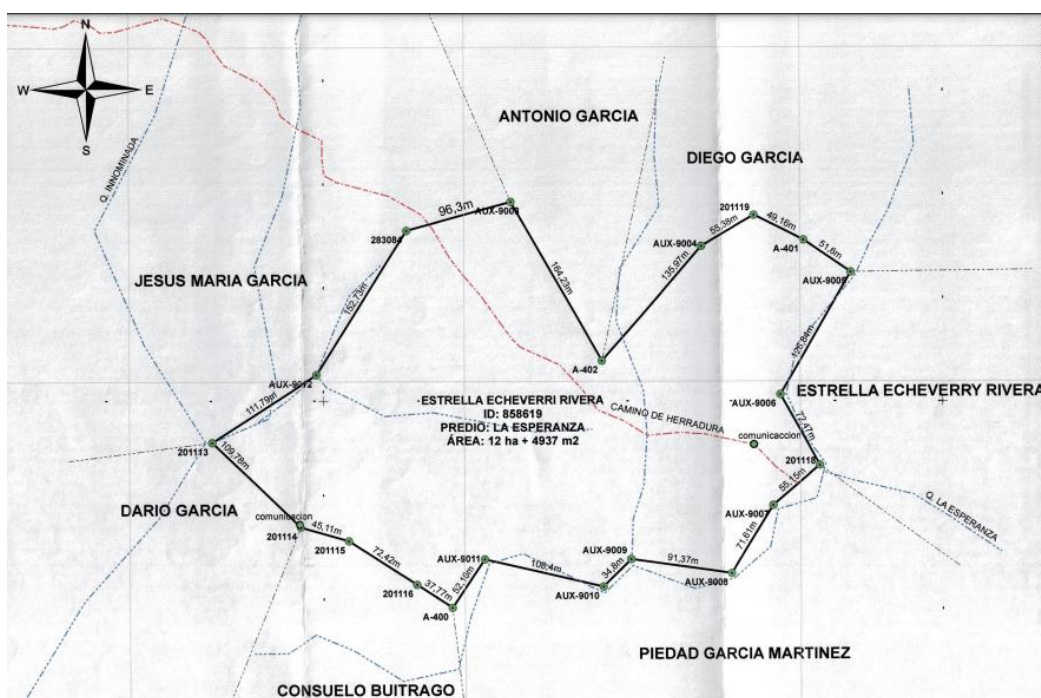 N
W E
S
Q. INNOMINADA
ANTONIO GARCIA
DIEGO GARCIA
JESUS MARIA GARCIA
96,3m
AUX-9003
283084
152,73m
164,23m
201119
55,38m
49,16m
AUX-9004
A-401
51,6m
AUX-9005
135,97m
126,84m
A-402
AUX-9012
111,79m
201113
109,78m
ESTRELLA ECHEVERRI RIVERA
ID: 858619
PREDIO: LA ESPERANZA
ÁREA: 12 ha + 4937 m2
CAMINO DE HERRADURA
AUX-9006
ESTRELLA ECHEVERRY RIVERA
72,47m
comunicaccion
201118
55,15m
AUX-9007
Q. LA ESPERANZA
71,61m
DARIO GARCIA
comunicacion
201114
45,11m
201115
72,42m
201116
37,77m
A-400
52,16m
AUX-9011
108,4m
AUX-9010
34,8m
AUX-9009
91,37m
AUX-9008
PIEDAD GARCIA MARTINEZ
CONSUELO BUITRAGO